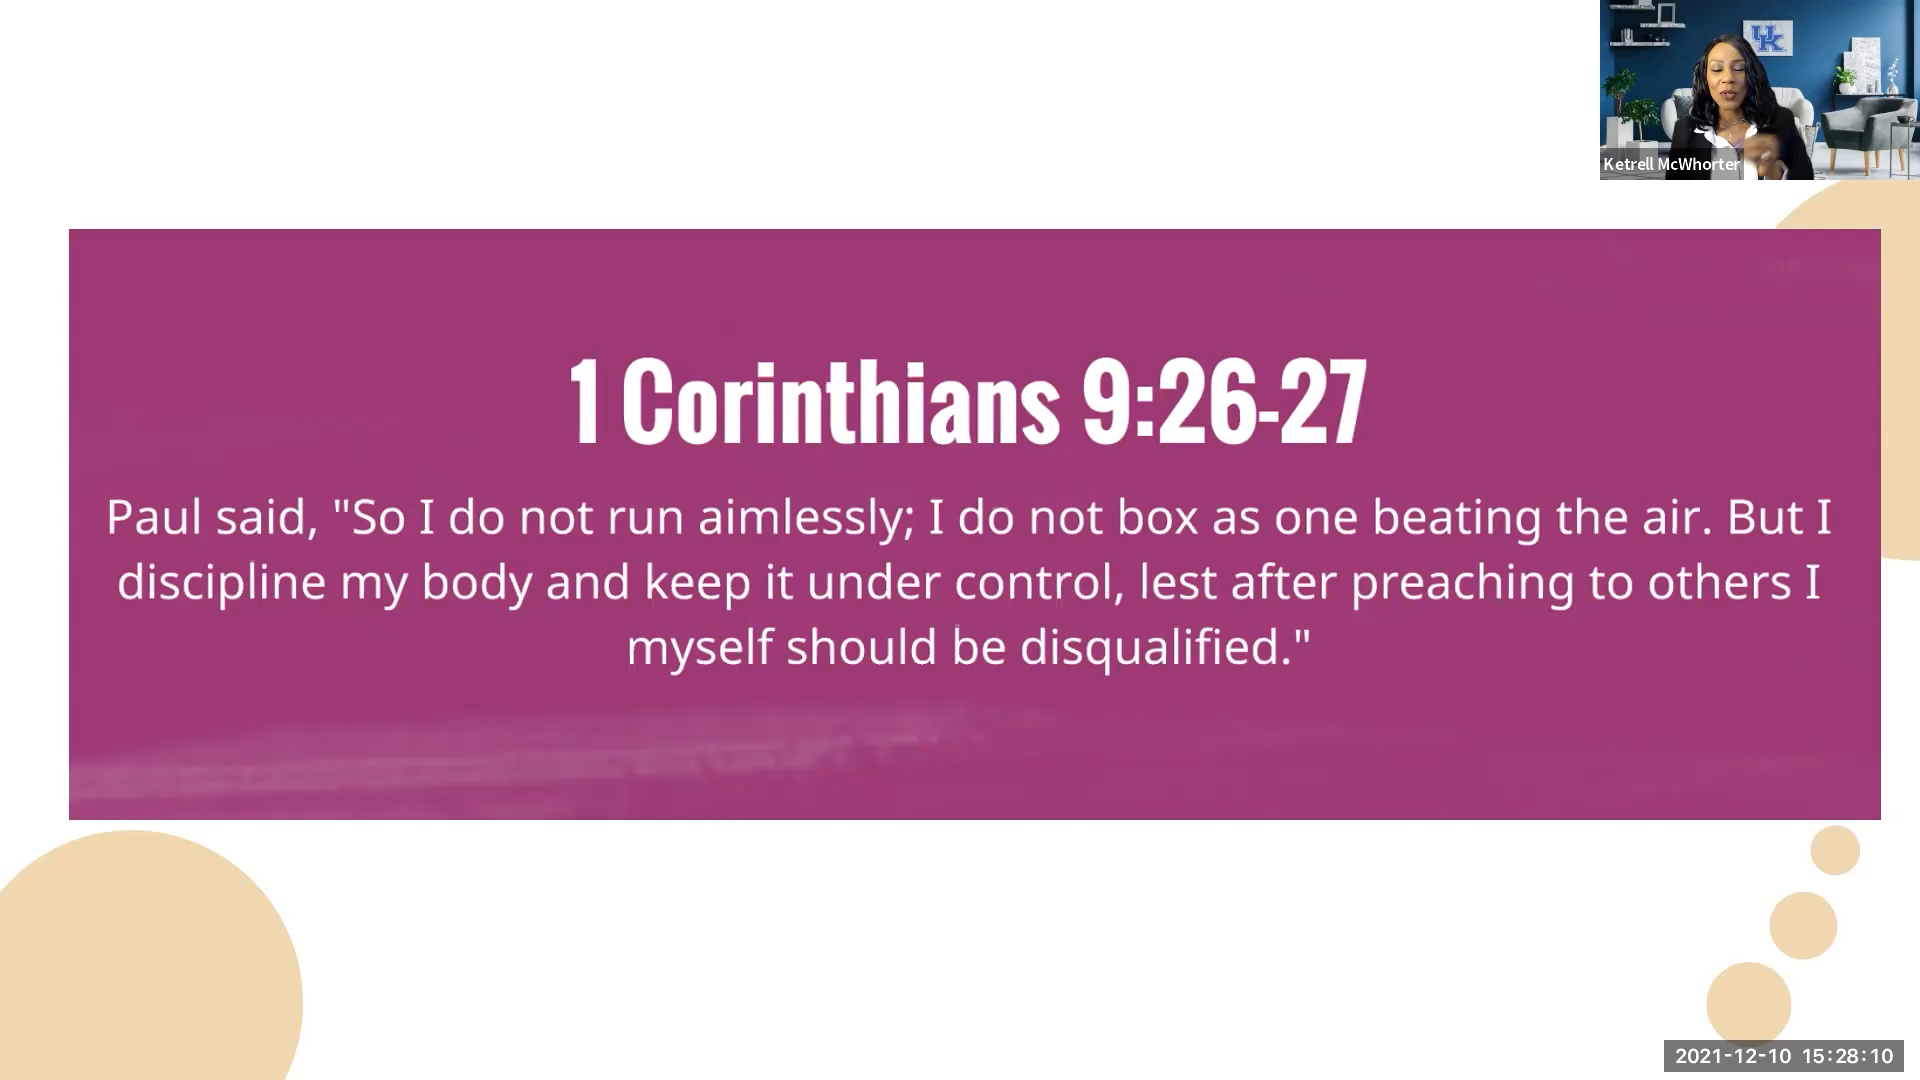 UK
Ketrell McWhorter
1 Corinthians 9:26-27
Paul said, "So I do not run aimlessly; I do not box as one beating the air. But I
discipline my body and keep it under control, lest after preaching to others I
myself should be disqualified."
2021-12-10 15:28:10